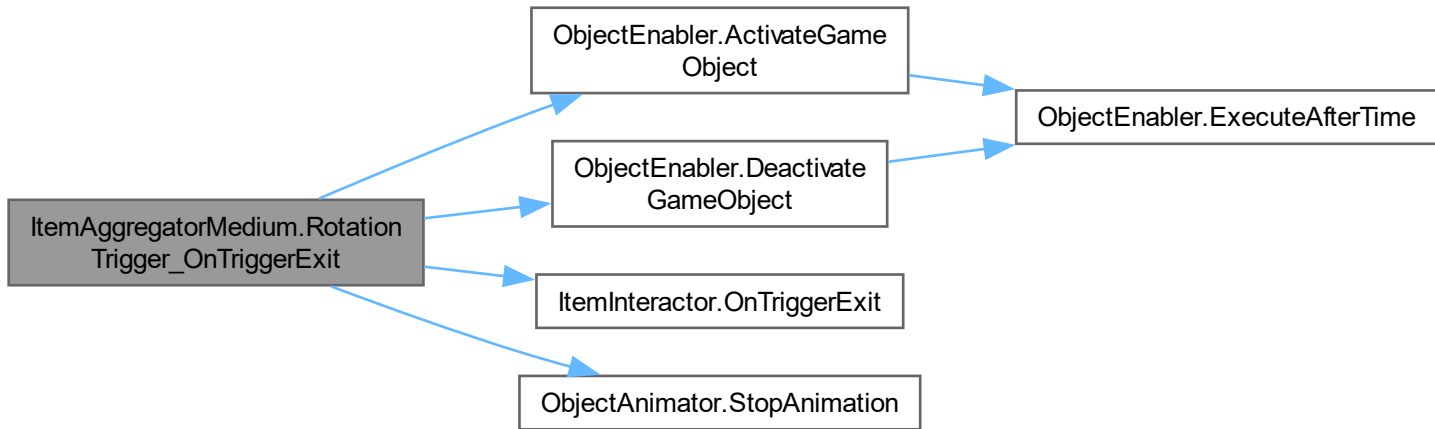 ItemAggregatorMedium.Rotation
Trigger_OnTriggerExit
ObjectEnabler.ActivateGame
Object
ObjectEnabler.Deactivate
GameObject
ItemInteractor.OnTriggerExit
ObjectAnimator.StopAnimation
ObjectEnabler.ExecuteAfterTime